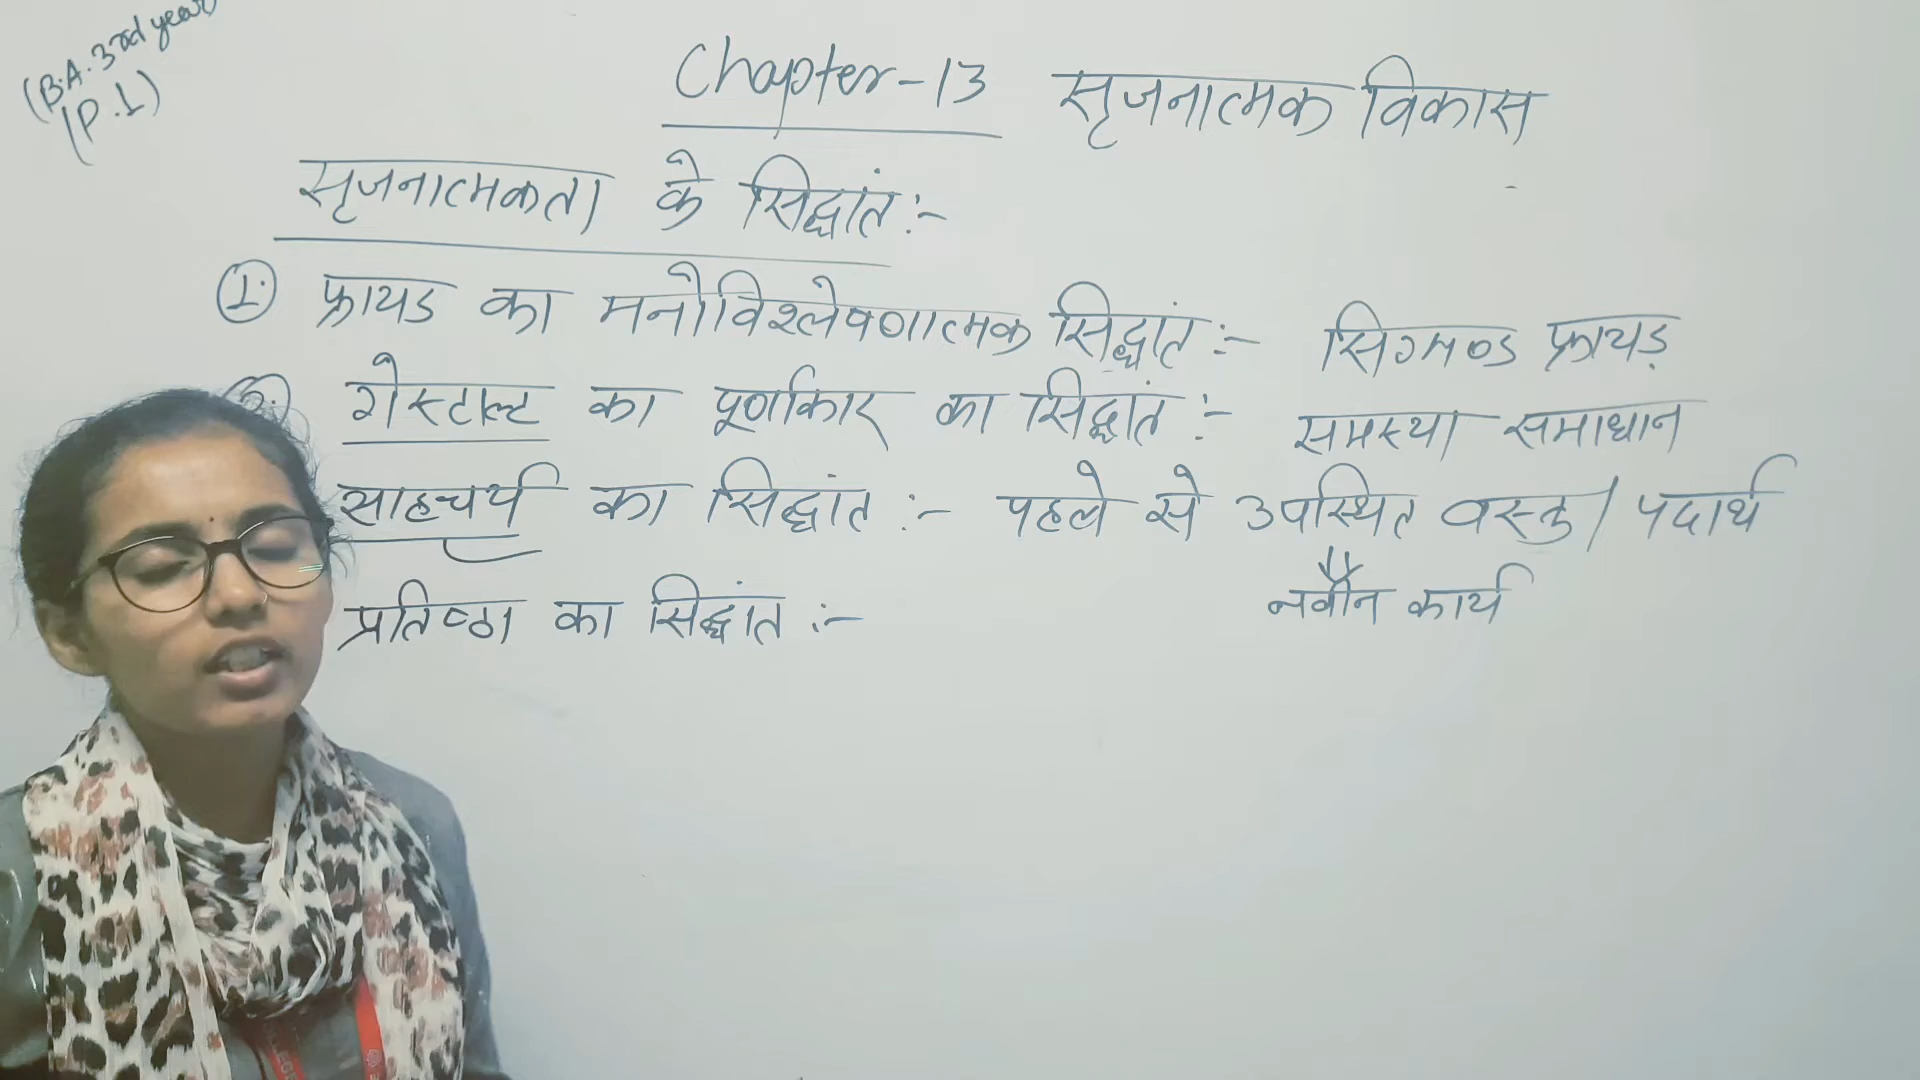 (B.A. 3rd year)
(P.1)
Chapter-13 सृजनात्मक विकास
सृजनात्मकता के सिद्धांत :-
1. फ्रायड का मनोविश्लेषणात्मक सिद्धांत :- सिग्मण्ड फ्रायड़
गेस्टाल्ट का पूर्णाकार का सिद्धांत :- समस्या समाधान
साहचर्य का सिद्धांत :- पहले से उपस्थित वस्तु / पदार्थ
नवीन कार्य
प्रतिष्ठा का सिद्धांत :-